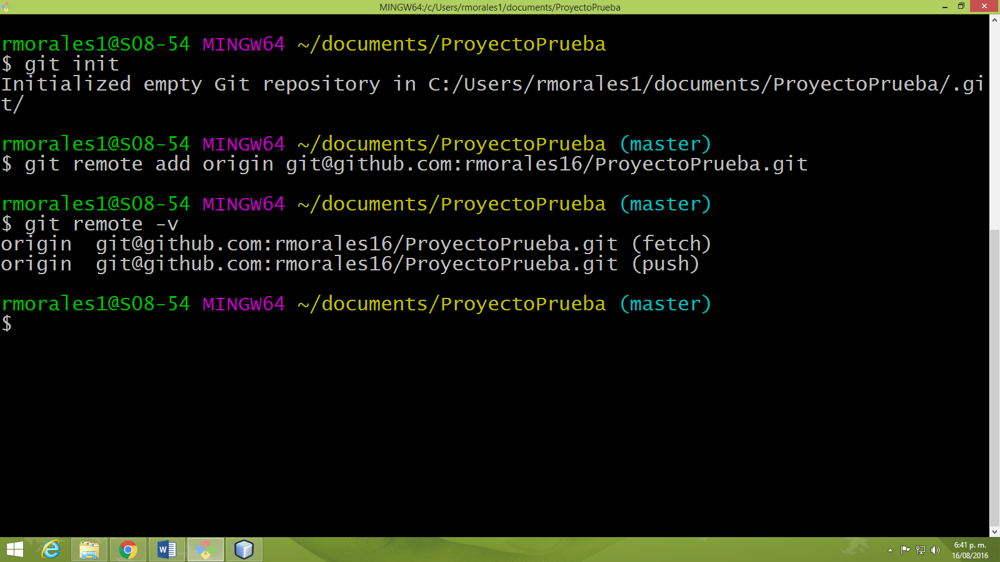 MINGW64:/c/Users/rmorales1/documents/ProyectoPrueba
rmorales1@S08-54 MINGW64 ~/documents/ProyectoPrueba
$ git init
Initialized empty Git repository in C:/Users/rmorales1/documents/ProyectoPrueba/.gi
t/
rmorales1@S08-54 MINGW64 ~/documents/ProyectoPrueba (master)
$ git remote add origin git@github.com:rmorales16/ProyectoPrueba.git
rmorales1@S08-54 MINGW64 ~/documents/ProyectoPrueba (master)
$ git remote -v
origin  git@github.com:rmorales16/ProyectoPrueba.git (fetch)
origin  git@github.com:rmorales16/ProyectoPrueba.git (push)
rmorales1@S08-54 MINGW64 ~/documents/ProyectoPrueba (master)
$
6:41 p. m.
16/08/2016